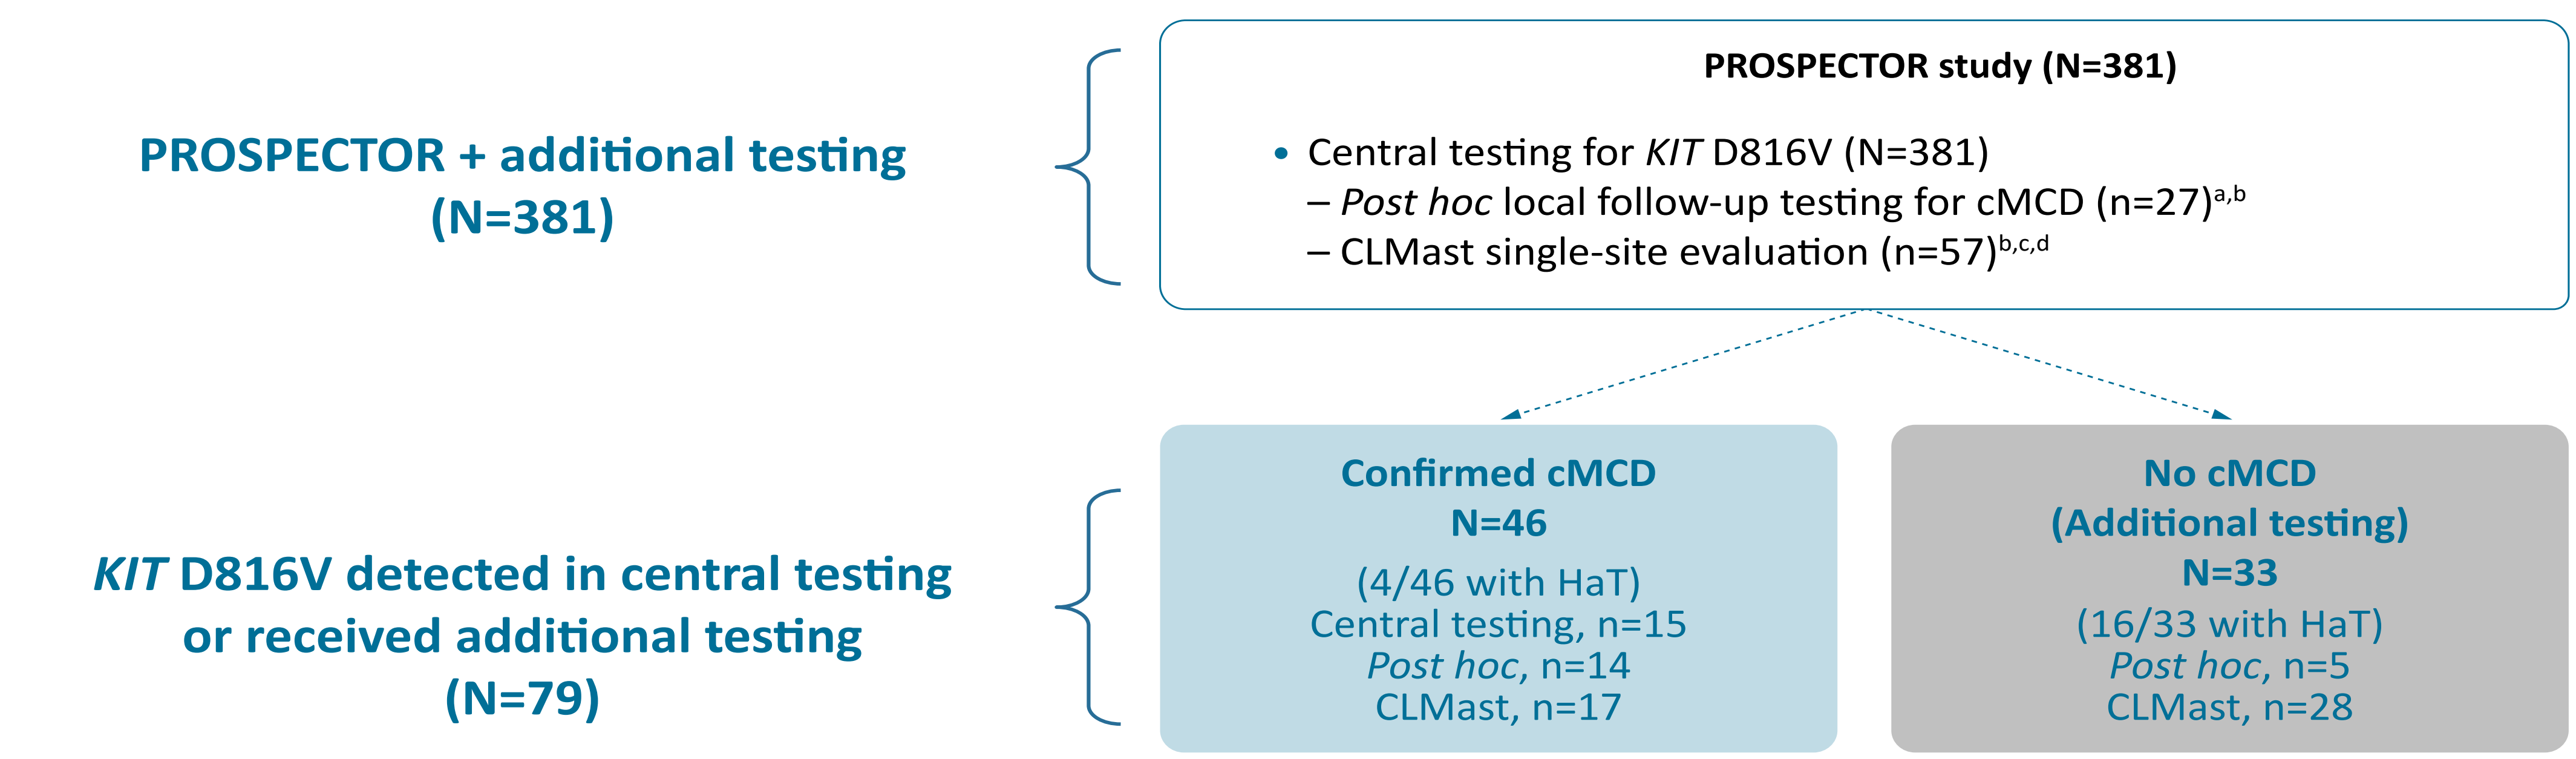 PROSPECTOR + additional testing
(N=381)
PROSPECTOR study (N=381)
• Central testing for KIT D816V (N=381)
– Post hoc local follow-up testing for cMCD (n=27)a,b
– CLMast single-site evaluation (n=57)b,c,d
KIT D816V detected in central testing
or received additional testing
(N=79)
Confirmed cMCD
N=46
(4/46 with HaT)
Central testing, n=15
Post hoc, n=14
CLMast, n=17
No cMCD
(Additional testing)
N=33
(16/33 with HaT)
Post hoc, n=5
CLMast, n=28